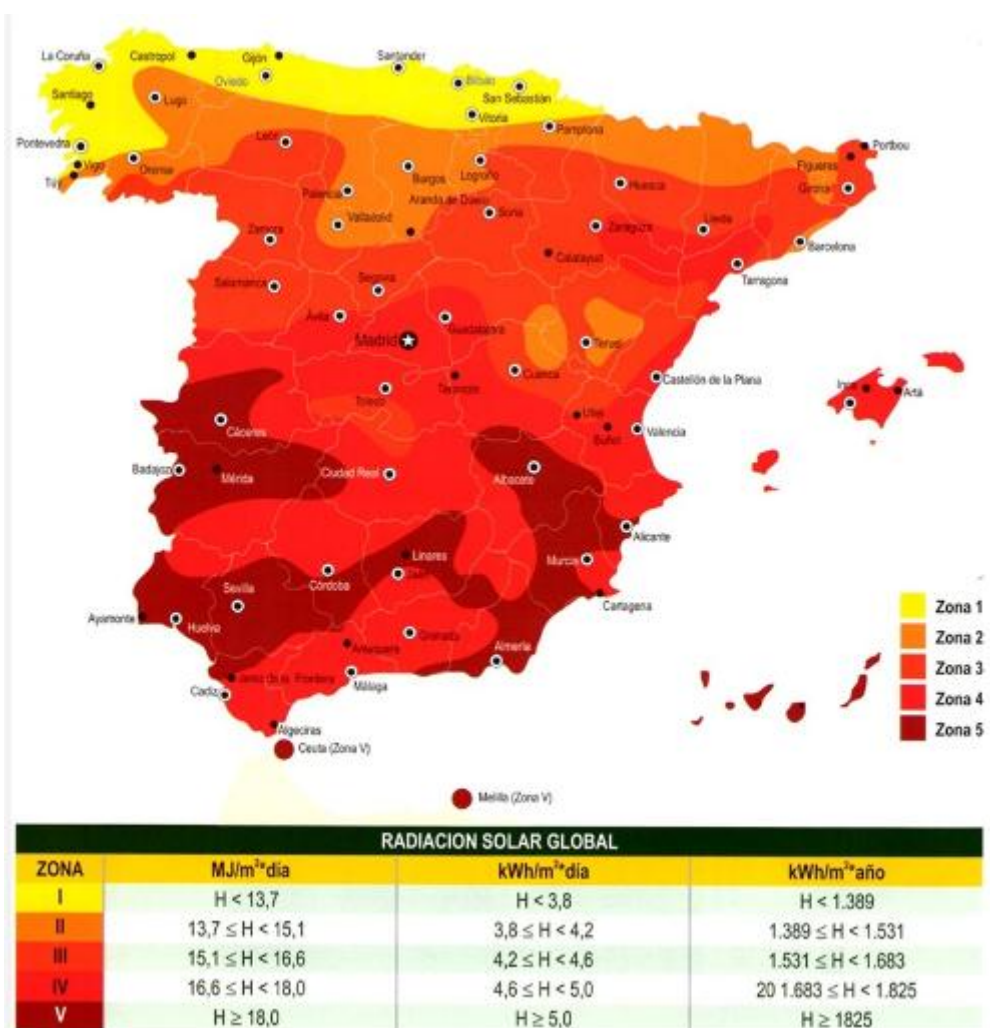 La Coruña
Castropol
Gijón
Santander
Oviedo
Bilbao
San Sebastián
Santiago
Lugo
Vitoria
Pamplona
Pontevedra
León
Portbou
Vigo
Orense
Burgos
Logroño
Figueras
Tuy
Palencia
Huesca
Girona
Aranda de Duero
Valladolid
Soria
Zaragoza
Lleida
Zamora
Barcelona
Calatayud
Tarragona
Salamanca
Segovia
Ávila
Guadalajara
Madrid
Teruel
Cuenca
Castellón de la Plana
Toledo
Tarancón
Inca
Artá
Utiel
Cáceres
Buñol
Valencia
Badajoz
Mérida
Ciudad Real
Albacete
Alicante
Linares
Murcia
Sevilla
Córdoba
Cartagena
Ayamonte
Huelva
Granada
Antequera
Almería
Jerez de la Frontera
Málaga
Cadiz
Algeciras
Ceuta (Zona V)
Melilla (Zona V)
Zona 1
Zona 2
Zona 3
Zona 4
Zona 5
RADIACION SOLAR GLOBAL
ZONA MJ/m²*día kWh/m²*día kWh/m²*año
I H < 13,7 H < 3,8 H < 1.389
II 13,7 ≤ H < 15,1 3,8 ≤ H < 4,2 1.389 ≤ H < 1.531
III 15,1 ≤ H < 16,6 4,2 ≤ H < 4,6 1.531 ≤ H < 1.683
IV 16,6 ≤ H < 18,0 4,6 ≤ H < 5,0 20 1.683 ≤ H < 1.825
V H ≥ 18,0 H ≥ 5,0 H ≥ 1825